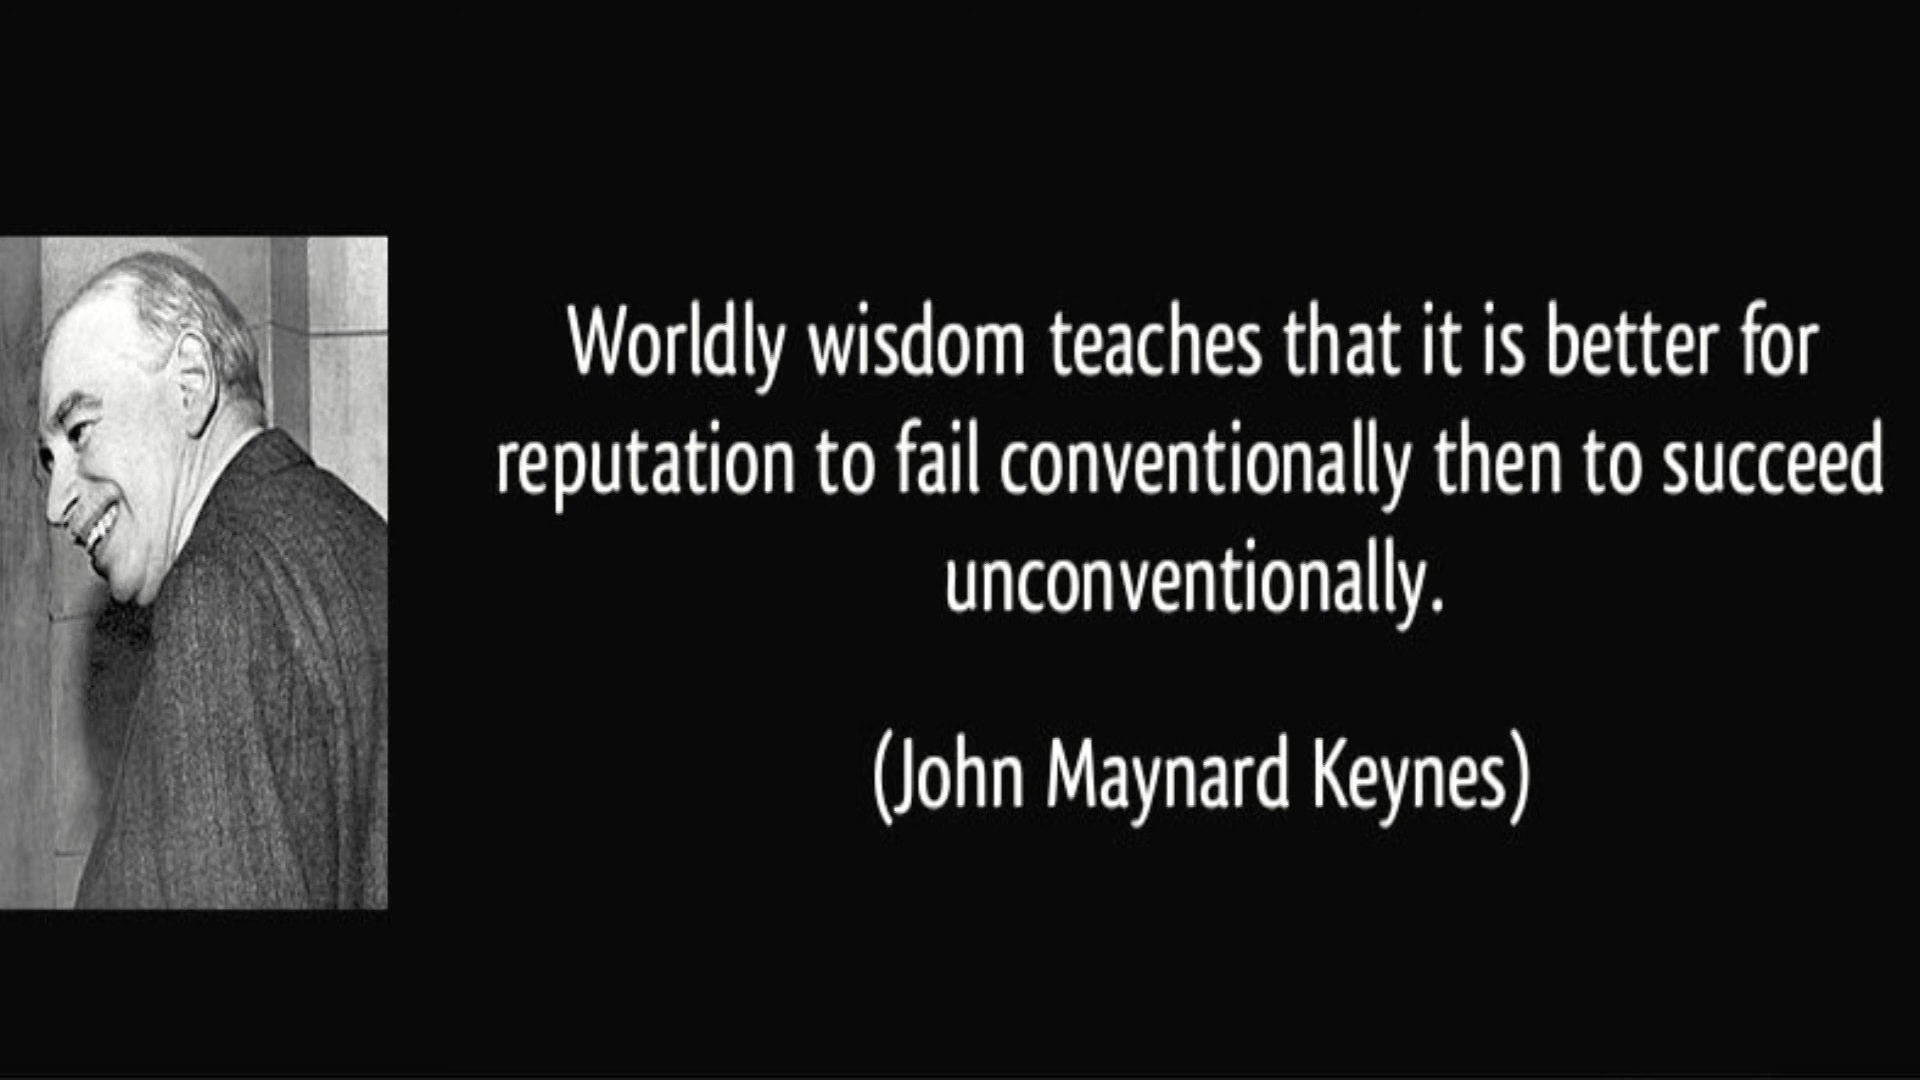 Worldly wisdom teaches that it is better for
reputation to fail conventionally then to succeed
unconventionally.
(John Maynard Keynes)